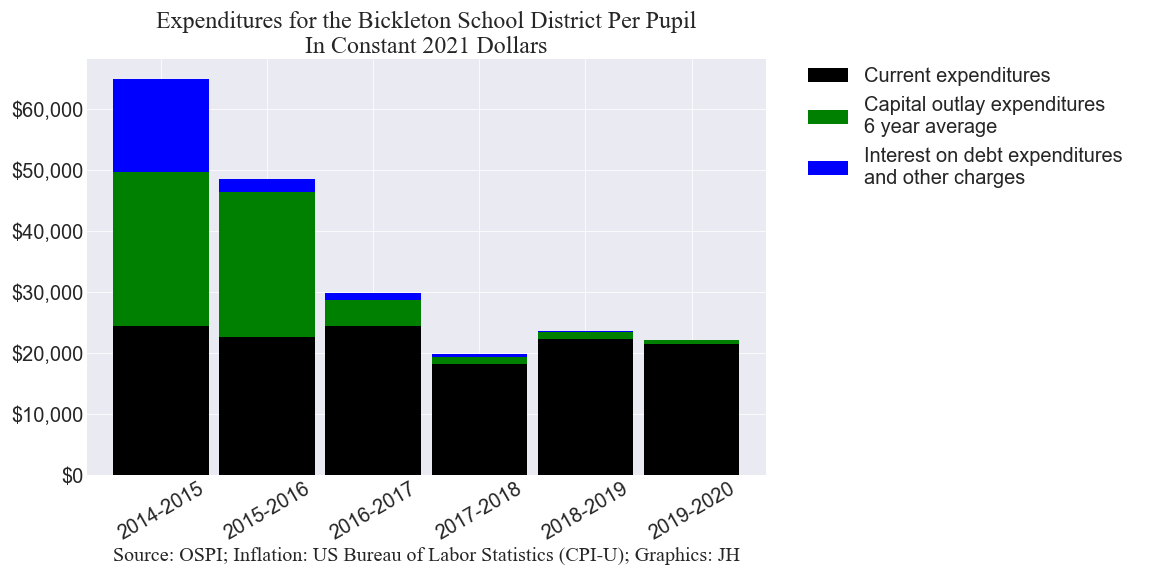 Expenditures for the Bickleton School District Per Pupil
In Constant 2021 Dollars
Current expenditures
Capital outlay expenditures
6 year average
Interest on debt expenditures
and other charges
$60,000
$50,000
$40,000
$30,000
$20,000
$10,000
$0
2014-2015
2015-2016
2016-2017
2017-2018
2018-2019
2019-2020
Source: OSPI; Inflation: US Bureau of Labor Statistics (CPI-U); Graphics: JH